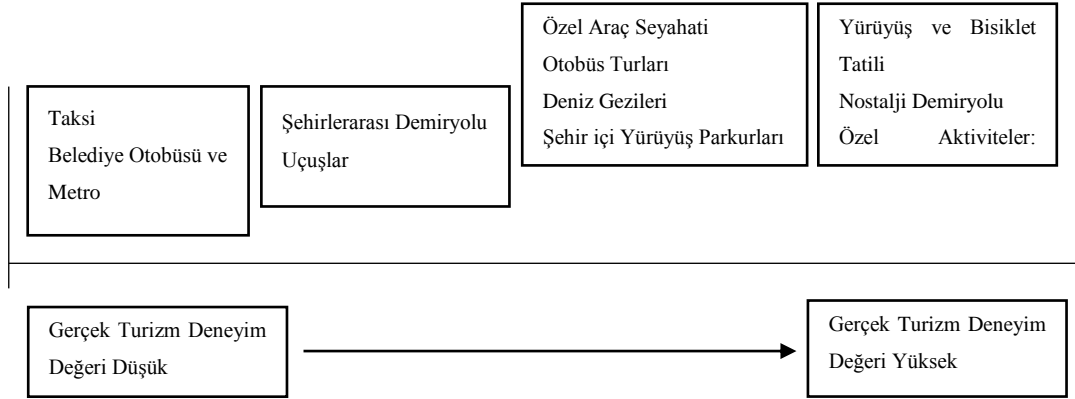 Taksi
Belediye Otobüsü ve
Metro
Şehirlerarası Demiryolu
Uçuşlar
Özel Araç Seyahati
Otobüs Turları
Deniz Gezileri
Şehir içi Yürüyüş Parkurları
Yürüyüş ve Bisiklet
Tatili
Nostalji Demiryolu
Özel Aktiviteler:
Gerçek Turizm Deneyim
Değeri Düşük
Gerçek Turizm Deneyim
Değeri Yüksek